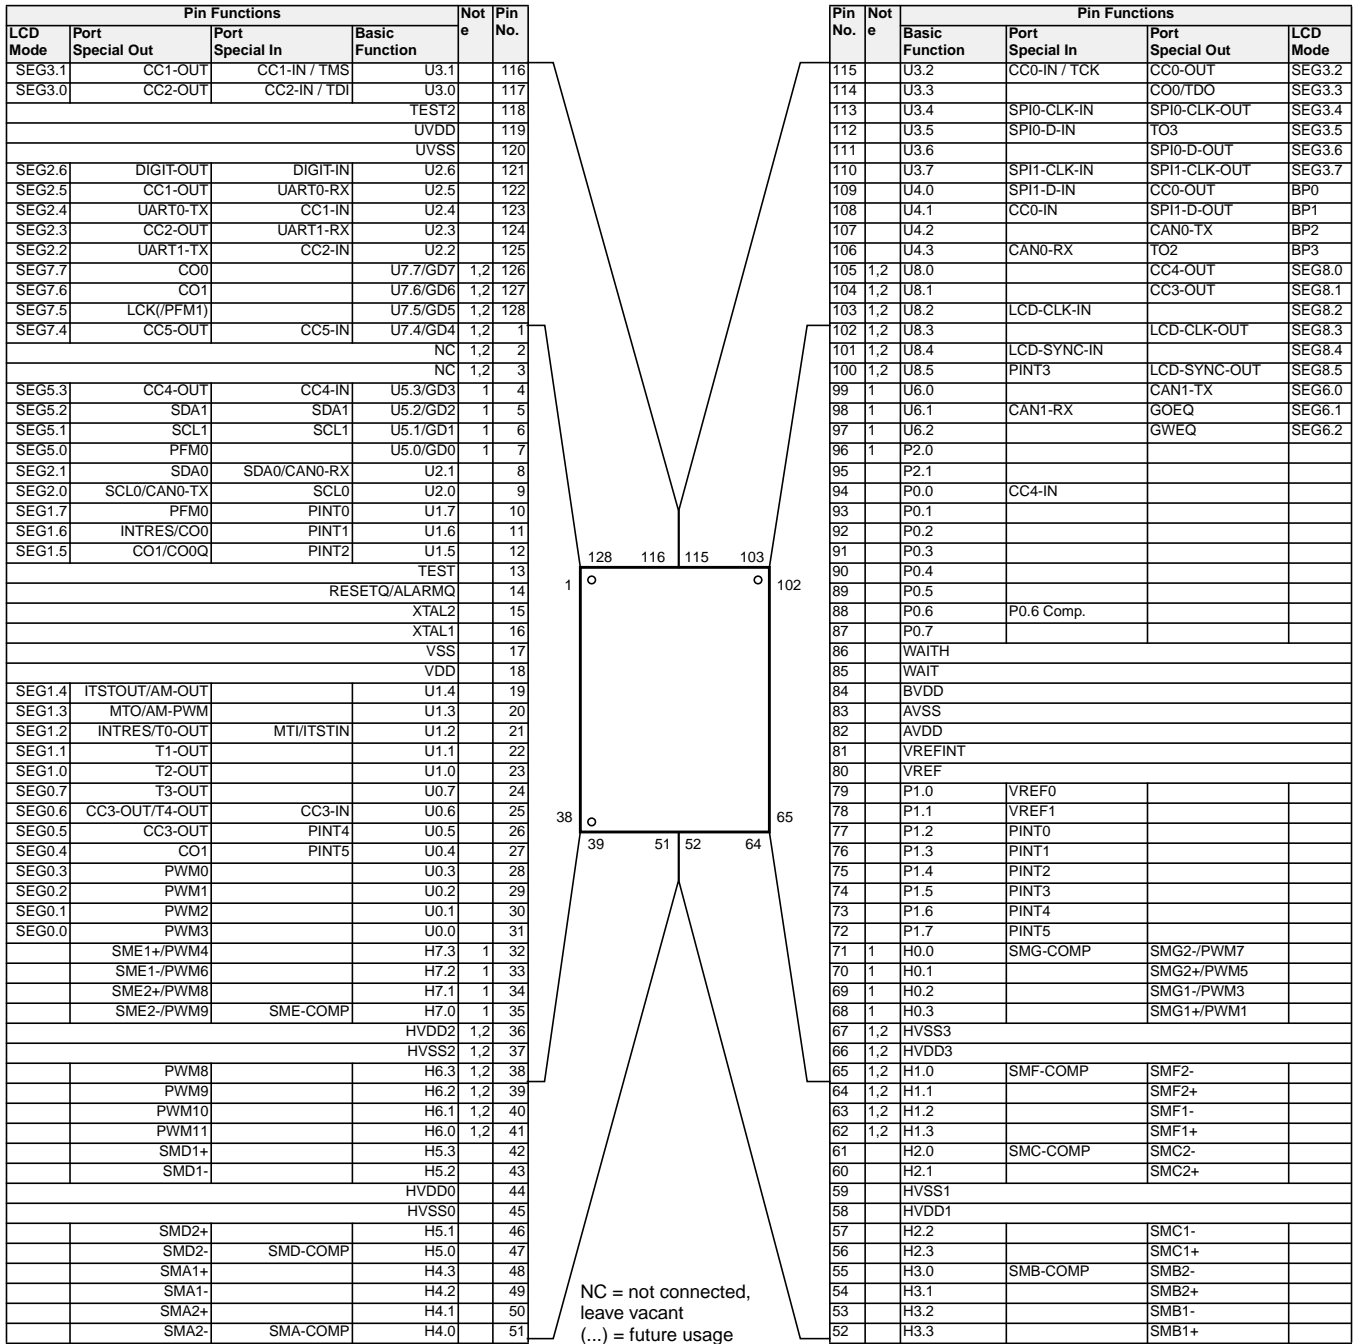 Pin Functions Not Pin
LCD Port Port Basic e No.
Mode Special Out Special In Function
SEG3.1 CC1-OUT CC1-IN / TMS U3.1 116
SEG3.0 CC2-OUT CC2-IN / TDI U3.0 117
TEST2 118
UVDD 119
UVSS 120
SEG2.6 DIGIT-OUT DIGIT-IN U2.6 121
SEG2.5 CC1-OUT UART0-RX U2.5 122
SEG2.4 UART0-TX CC1-IN U2.4 123
SEG2.3 CC2-OUT UART1-RX U2.3 124
SEG2.2 UART1-TX CC2-IN U2.2 125
SEG7.7 CO0 U7.7/GD7 1,2 126
SEG7.6 CO1 U7.6/GD6 1,2 127
SEG7.5 LCK(/PFM1) U7.5/GD5 1,2 128
SEG7.4 CC5-OUT CC5-IN U7.4/GD4 1,2 1
NC 1,2 2
NC 1,2 3
SEG5.3 CC4-OUT CC4-IN U5.3/GD3 1 4
SEG5.2 SDA1 SDA1 U5.2/GD2 1 5
SEG5.1 SCL1 SCL1 U5.1/GD1 1 6
SEG5.0 PFM0 U5.0/GD0 1 7
SEG2.1 SDA0 SDA0/CAN0-RX U2.1 8
SEG2.0 SCL0/CAN0-TX SCL0 U2.0 9
SEG1.7 PFM0 PINT0 U1.7 10
SEG1.6 INTRES/CO0 PINT1 U1.6 11
SEG1.5 CO1/CO0Q PINT2 U1.5 12
TEST 13
RESETQ/ALARMQ 14
XTAL2 15
XTAL1 16
VSS 17
VDD 18
SEG1.4 ITSTOUT/AM-OUT U1.4 19
SEG1.3 MTO/AM-PWM U1.3 20
SEG1.2 INTRES/T0-OUT MTI/ITSTIN U1.2 21
SEG1.1 T1-OUT U1.1 22
SEG1.0 T2-OUT U1.0 23
SEG0.7 T3-OUT U0.7 24
SEG0.6 CC3-OUT/T4-OUT CC3-IN U0.6 25
SEG0.5 CC3-OUT PINT4 U0.5 26
SEG0.4 CO1 PINT5 U0.4 27
SEG0.3 PWM0 U0.3 28
SEG0.2 PWM1 U0.2 29
SEG0.1 PWM2 U0.1 30
SEG0.0 PWM3 U0.0 31
SME1+/PWM4 H7.3 1 32
SME1-/PWM6 H7.2 1 33
SME2+/PWM8 H7.1 1 34
SME2-/PWM9 SME-COMP H7.0 1 35
HVDD2 1,2 36
HVSS2 1,2 37
PWM8 H6.3 1,2 38
PWM9 H6.2 1,2 39
PWM10 H6.1 1,2 40
PWM11 H6.0 1,2 41
SMD1+ H5.3 42
SMD1- H5.2 43
HVDD0 44
HVSS0 45
SMD2+ H5.1 46
SMD2- SMD-COMP H5.0 47
SMA1+ H4.3 48
SMA1- H4.2 49
SMA2+ H4.1 50
SMA2- SMA-COMP H4.0 51
128 116 115 103
1 102
38 65
39 51 52 64
NC = not connected,
leave vacant
(...) = future usage
Pin Not Pin Functions
No. e Basic Port Port LCD
Function Special In Special Out Mode
115 U3.2 CC0-IN / TCK CC0-OUT SEG3.2
114 U3.3 CO0/TDO SEG3.3
113 U3.4 SPI0-CLK-IN SPI0-CLK-OUT SEG3.4
112 U3.5 SPI0-D-IN TO3 SEG3.5
111 U3.6 SPI0-D-OUT SEG3.6
110 U3.7 SPI1-CLK-IN SPI1-CLK-OUT SEG3.7
109 U4.0 SPI1-D-IN CC0-OUT BP0
108 U4.1 CC0-IN SPI1-D-OUT BP1
107 U4.2 CAN0-TX BP2
106 U4.3 CAN0-RX TO2 BP3
105 1,2 U8.0 CC4-OUT SEG8.0
104 1,2 U8.1 CC3-OUT SEG8.1
103 1,2 U8.2 LCD-CLK-IN SEG8.2
102 1,2 U8.3 LCD-CLK-OUT SEG8.3
101 1,2 U8.4 LCD-SYNC-IN SEG8.4
100 1,2 U8.5 PINT3 LCD-SYNC-OUT SEG8.5
99 1 U6.0 CAN1-TX SEG6.0
98 1 U6.1 CAN1-RX GOEQ SEG6.1
97 1 U6.2 GWEQ SEG6.2
96 1 P2.0
95 P2.1
94 P0.0 CC4-IN
93 P0.1
92 P0.2
91 P0.3
90 P0.4
89 P0.5
88 P0.6 P0.6 Comp.
87 P0.7
86 WAITH
85 WAIT
84 BVDD
83 AVSS
82 AVDD
81 VREFINT
80 VREF
79 P1.0 VREF0
78 P1.1 VREF1
77 P1.2 PINT0
76 P1.3 PINT1
75 P1.4 PINT2
74 P1.5 PINT3
73 P1.6 PINT4
72 P1.7 PINT5
71 1 H0.0 SMG-COMP SMG2-/PWM7
70 1 H0.1 SMG2+/PWM5
69 1 H0.2 SMG1-/PWM3
68 1 H0.3 SMG1+/PWM1
67 1,2 HVSS3
66 1,2 HVDD3
65 1,2 H1.0 SMF-COMP SMF2-
64 1,2 H1.1 SMF2+
63 1,2 H1.2 SMF1-
62 1,2 H1.3 SMF1+
61 H2.0 SMC-COMP SMC2-
60 H2.1 SMC2+
59 HVSS1
58 HVDD1
57 H2.2 SMC1-
56 H2.3 SMC1+
55 H3.0 SMB-COMP SMB2-
54 H3.1 SMB2+
53 H3.2 SMB1-
52 H3.3 SMB1+